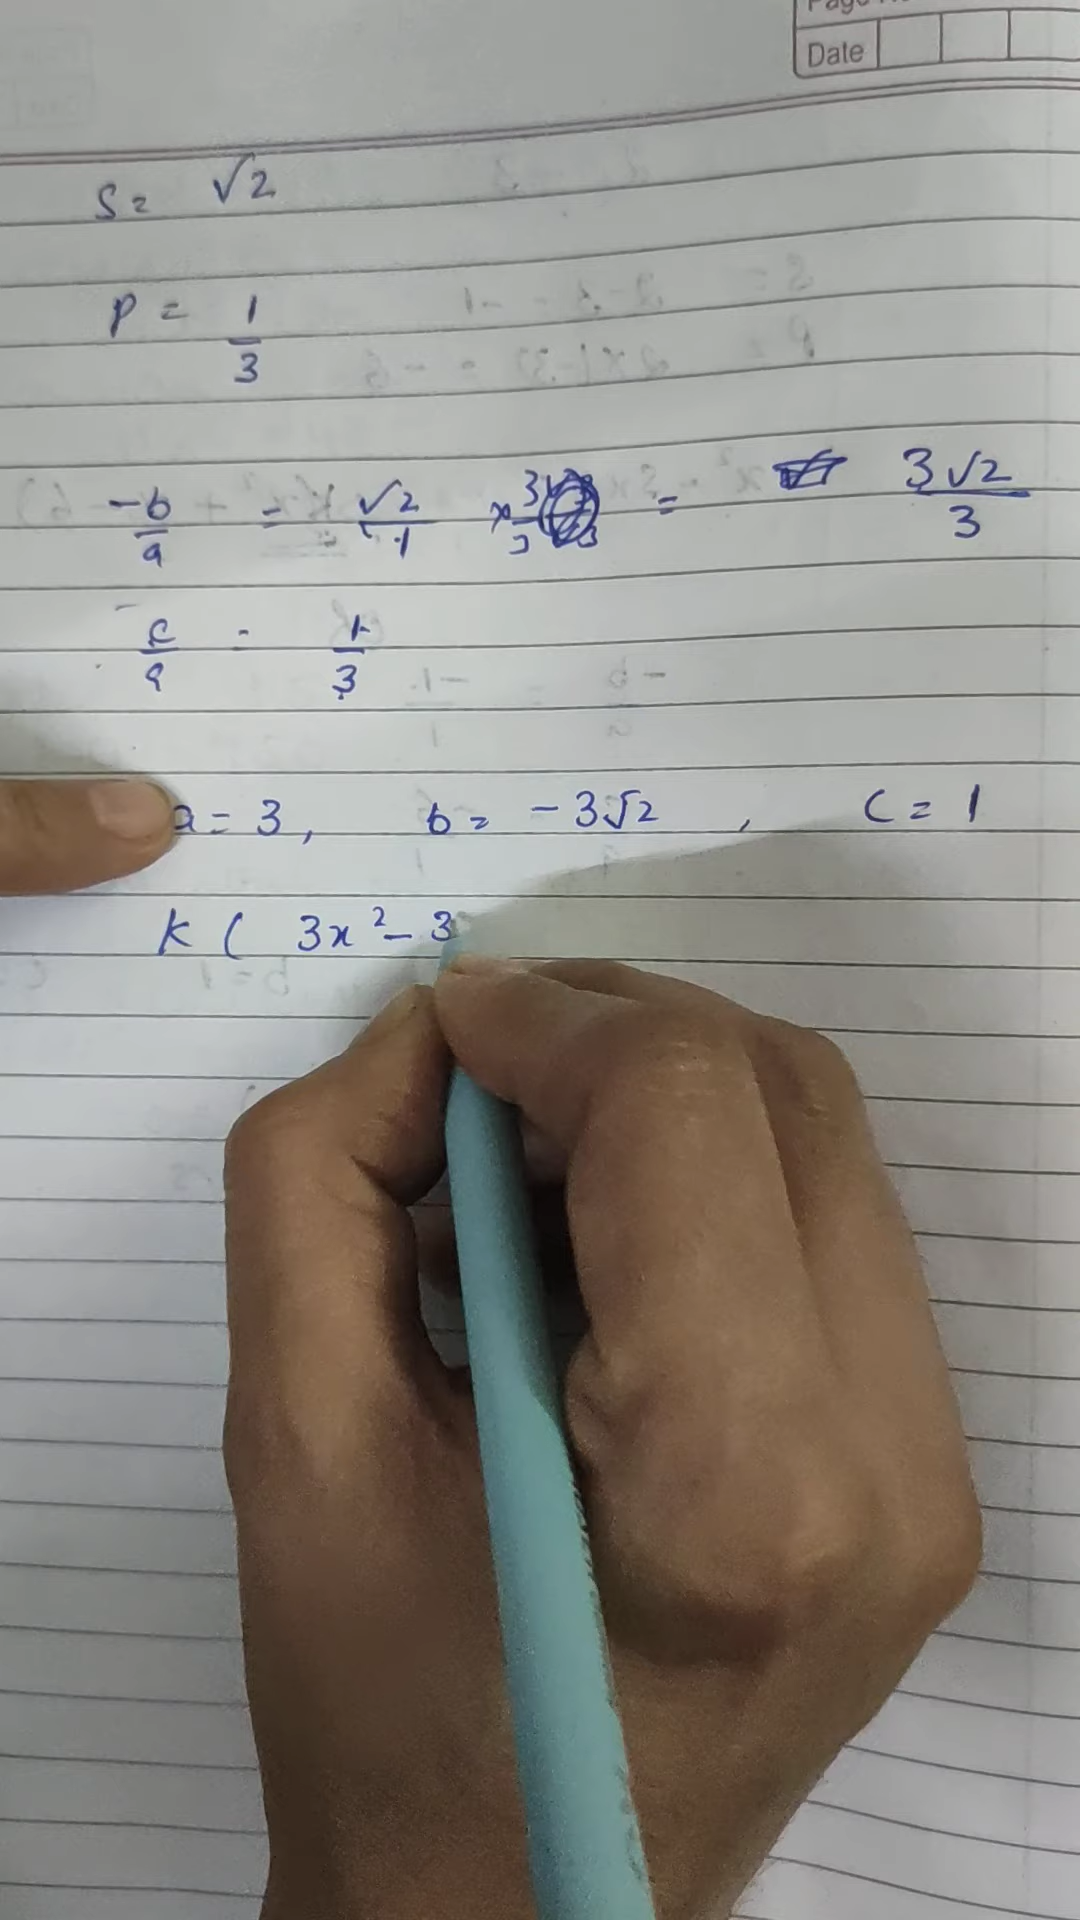 Date
S = √2
P = 1/3
-b/a = √2/1 × 3/3 = 3√2/3
c/a = 1/3
a = 3, b = -3√2, c = 1
K ( 3x² - 3